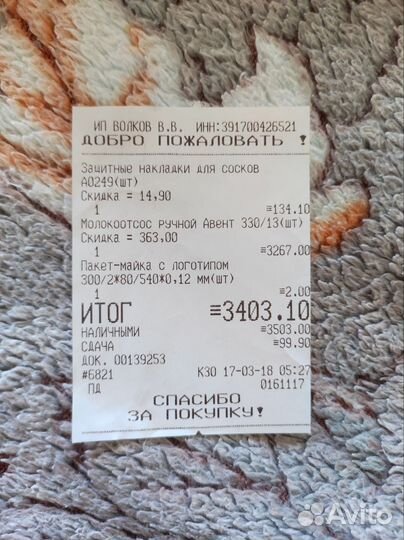 ИП ВОЛКОВ В.В. ИНН:391700426521
ДОБРО ПОЖАЛОВАТЬ !
Защитные накладки для сосков
А0249(шт)
Скидка = 14,90
1 ≡134.10
Молокоотсос ручной Авент 330/13(шт)
Скидка = 363,00
1 ≡3267.00
Пакет-майка с логотипом
300/2*80/540*0,12 мм(шт)
1 ≡2.00
ИТОГ ≡3403.10
НАЛИЧНЫМИ ≡3503.00
СДАЧА ≡99.90
ДОК. 00139253
#6821 К30 17-03-18 05:27
ПД 0161117
СПАСИБО
ЗА ПОКУПКУ!
Avito